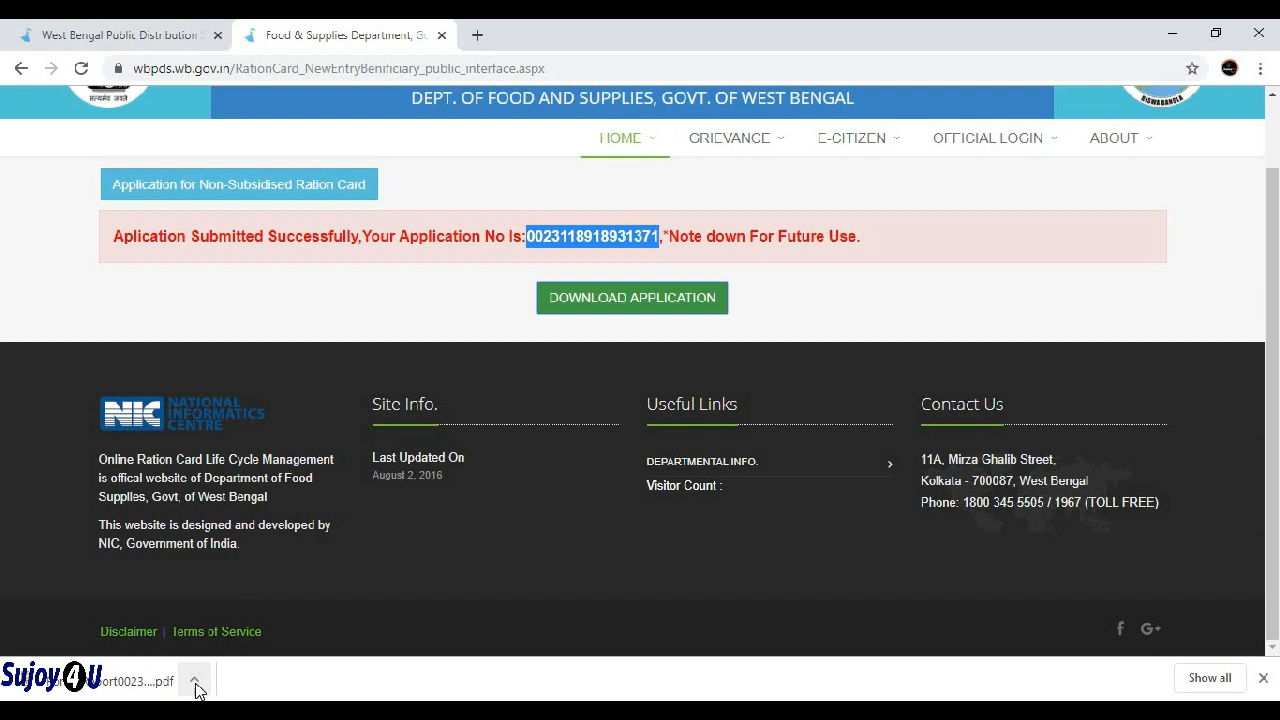 West Bengal Public Distribution S
Food & Supplies Department, Go
wbpds.wb.gov.in/RationCard_NewEntryBenificiary_public_interface.aspx
सत्यमेव जयते
DEPT. OF FOOD AND SUPPLIES, GOVT. OF WEST BENGAL
BISWABANGLA
HOME
GRIEVANCE
E-CITIZEN
OFFICIAL LOGIN
ABOUT
Application for Non-Subsidised Ration Card
Aplication Submitted Successfully,Your Application No Is:0023118918931371,*Note down For Future Use.
DOWNLOAD APPLICATION
NIC NATIONAL INFORMATICS CENTRE
Online Ration Card Life Cycle Management
is offical website of Department of Food
Supplies, Govt. of West Bengal
This website is designed and developed by
NIC, Government of India.
Site Info.
Last Updated On
August 2, 2016
Useful Links
DEPARTMENTAL INFO.
Visitor Count :
Contact Us
11A, Mirza Ghalib Street,
Kolkata - 700087, West Bengal
Phone: 1800 345 5505 / 1967 (TOLL FREE)
Disclaimer | Terms of Service
f G+
Sujoy4U
ort0023....pdf
Show all